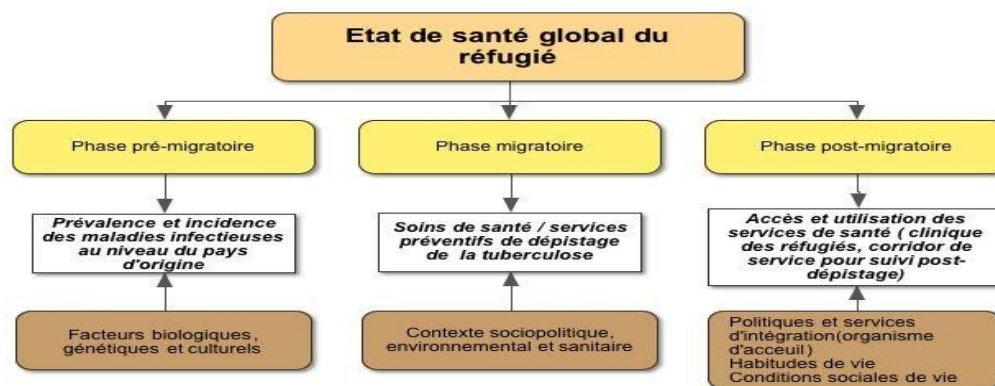 Etat de santé global du
réfugié
Phase pré-migratoire
Phase migratoire
Phase post-migratoire
Prévalence et incidence
des maladies infectieuses
au niveau du pays
d'origine
Soins de santé / services
préventifs de dépistage
de la tuberculose
Accès et utilisation des
services de santé ( clinique
des réfugiés, corridor de
service pour suivi post-
dépistage)
Facteurs biologiques,
génétiques et culturels
Contexte sociopolitique,
environnemental et sanitaire
Politiques et services
d'intégration(organisme
d'acceuil)
Habitudes de vie
Conditions sociales de vie